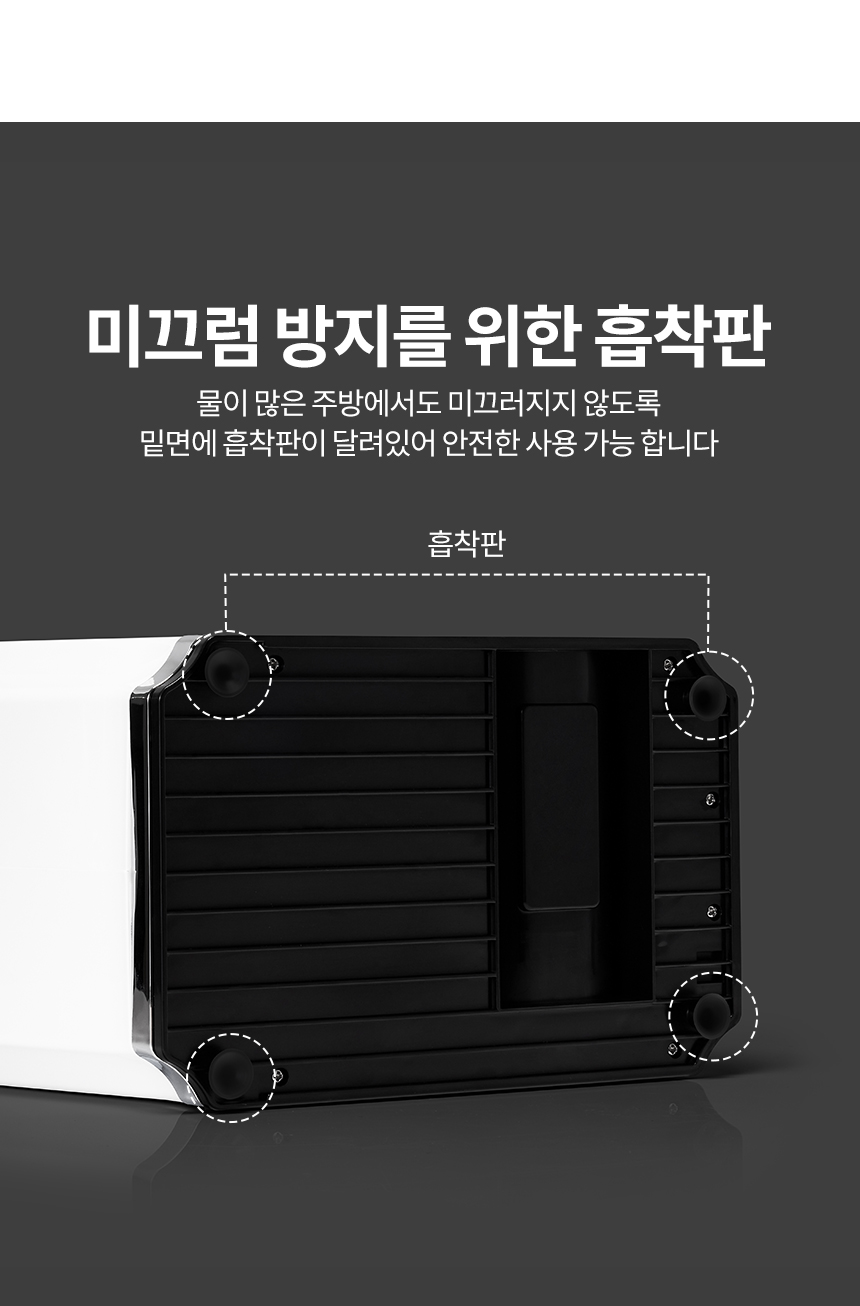 미끄럼 방지를 위한 흡착판
물이 많은 주방에서도 미끄러지지 않도록
밑면에 흡착판이 달려있어 안전한 사용 가능 합니다
흡착판